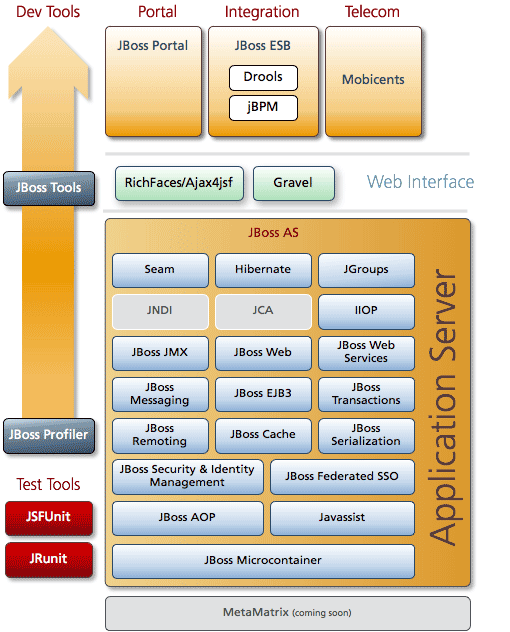 Dev Tools
Portal
Integration
Telecom
JBoss Portal
JBoss ESB
Drools
jBPM
Mobicents
JBoss Tools
RichFaces/Ajax4jsf
Gravel
Web Interface
JBoss AS
Seam
Hibernate
JGroups
JNDI
JCA
IIOP
JBoss JMX
JBoss Web
JBoss Web
Services
JBoss
Messaging
JBoss EJB3
JBoss
Transactions
JBoss Profiler
JBoss
Remoting
JBoss Cache
JBoss
Serialization
Application Server
Test Tools
JBoss Security & Identity
Management
JBoss Federated SSO
JSFUnit
JBoss AOP
Javassist
JRunit
JBoss Microcontainer
MetaMatrix (coming soon)